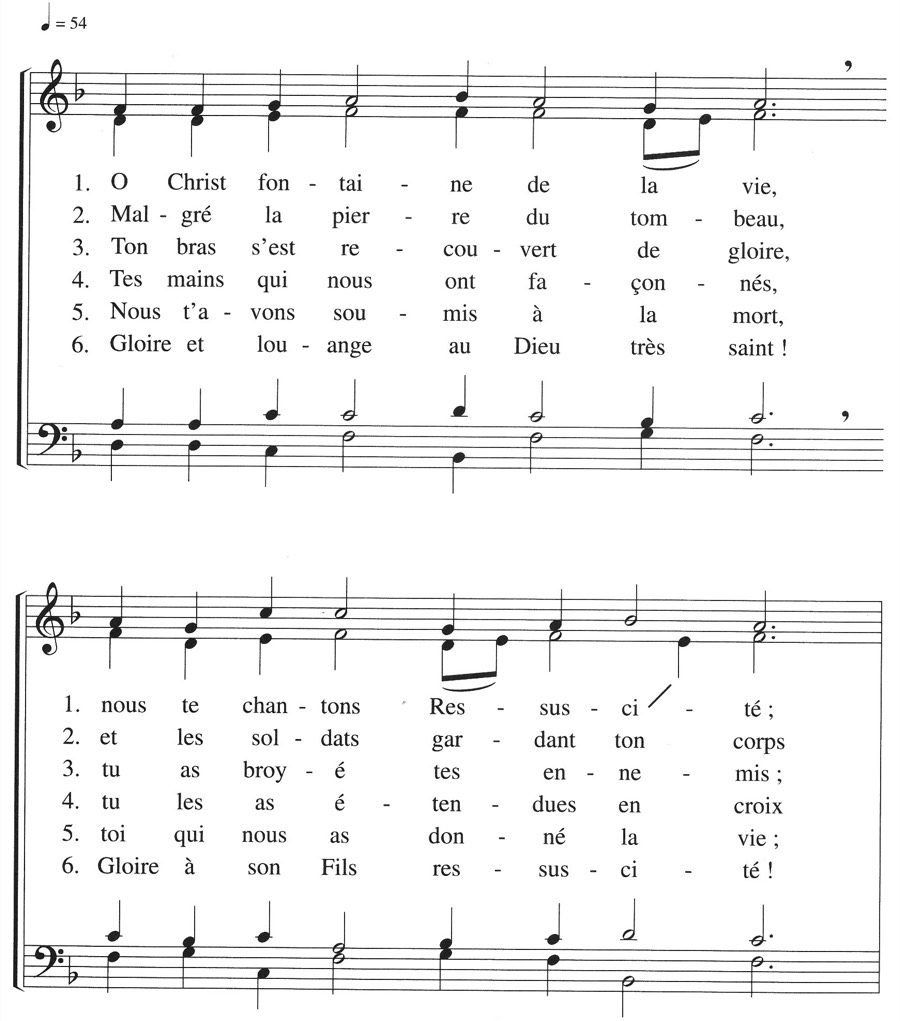 ♩ = 54
1. O Christ fon - tai - ne de la vie,
2. Mal - gré la pier - re du tom - beau,
3. Ton bras s'est re - cou - vert de gloire,
4. Tes mains qui nous ont fa - çon - nés,
5. Nous t'a - vons sou - mis à la mort,
6. Gloire et lou - ange au Dieu très saint !
1. nous te chan - tons Res - sus - ci - té ;
2. et les sol - dats gar - dant ton corps
3. tu as broy - é tes en - ne - mis ;
4. tu les as é - ten - dues en croix
5. toi qui nous as don - né la vie ;
6. Gloire à son Fils res - sus - ci - té !